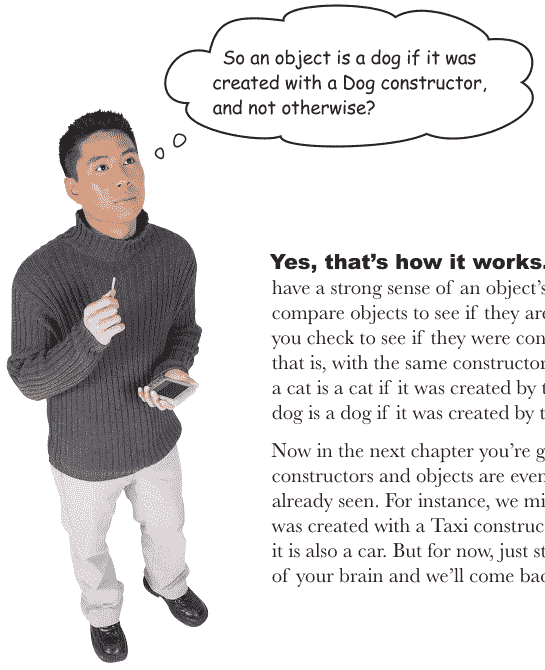 So an object is a dog if it was
created with a Dog constructor,
and not otherwise?
Yes, that’s how it works.
have a strong sense of an object’s
compare objects to see if they are
you check to see if they were con
that is, with the same constructor
a cat is a cat if it was created by t
dog is a dog if it was created by t
Now in the next chapter you’re g
constructors and objects are even
already seen. For instance, we mi
was created with a Taxi construc
it is also a car. But for now, just st
of your brain and we’ll come bac